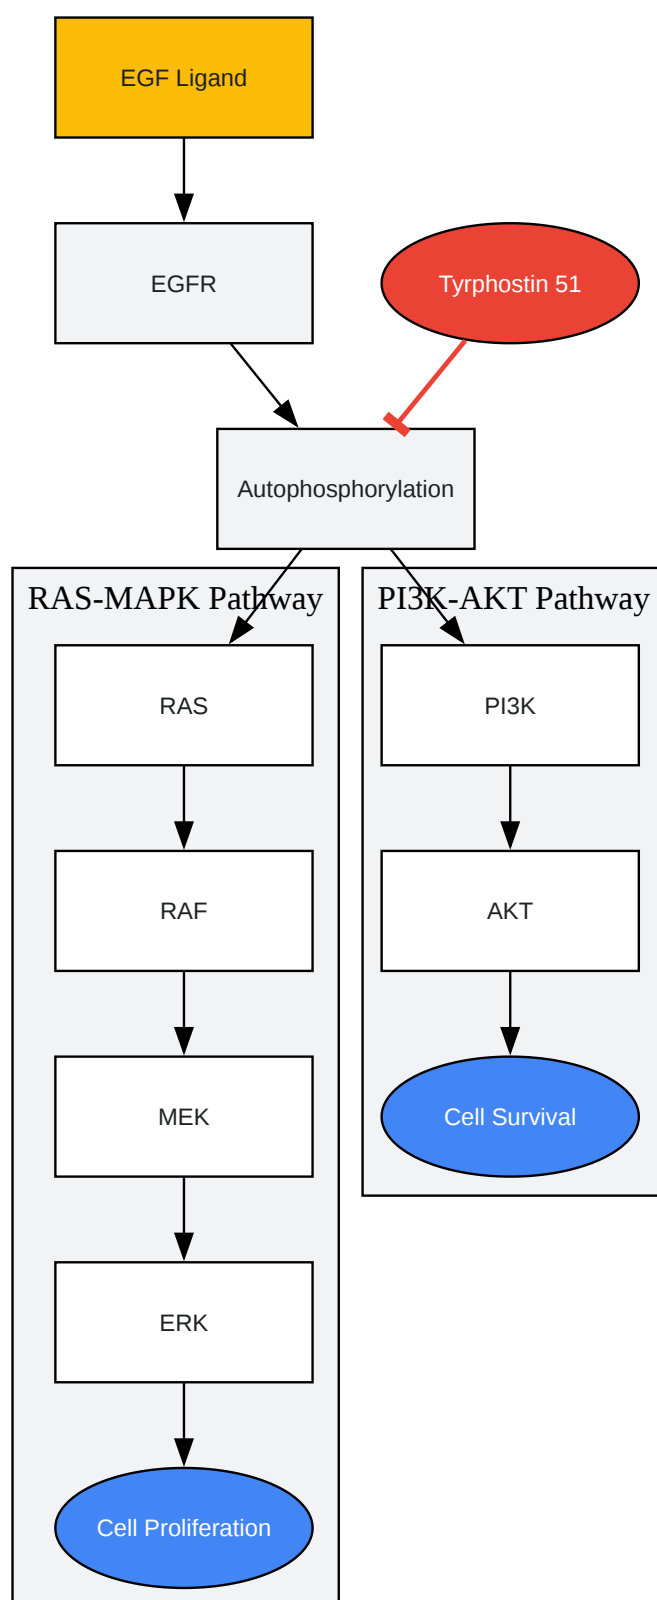 EGF Ligand
EGFR
Tyrphostin 51
Autophosphorylation
RAS-MAPK Pathway
PI3K-AKT Pathway
RAS
PI3K
RAF
AKT
MEK
Cell Survival
ERK
Cell Proliferation